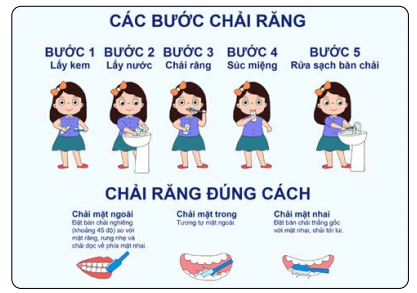 CÁC BƯỚC CHẢI RĂNG
BƯỚC 1
Lấy kem
BƯỚC 2
Lấy nước
BƯỚC 3
Chải răng
BƯỚC 4
Súc miệng
BƯỚC 5
Rửa sạch bàn chải
CHẢI RĂNG ĐÚNG CÁCH
Chải mặt ngoài
Đặt bàn chải nghiêng
(khoảng 45 độ) so với
mặt răng, rung nhẹ và
chải dọc về phía mặt nhai.
Chải mặt trong
Tương tự mặt ngoài.
Chải mặt nhai
Đặt bàn chải thẳng góc
với mặt nhai, chải tới lui.